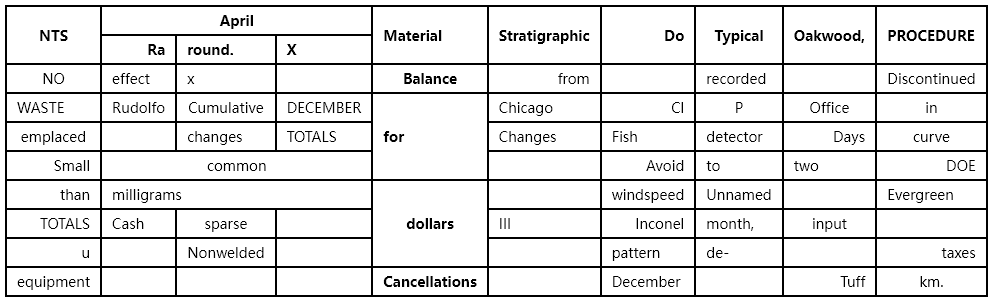 NTS April Material Stratigraphic Do Typical Oakwood, PROCEDURE
Ra round. X
NO effect x Balance from recorded Discontinued
WASTE Rudolfo Cumulative DECEMBER for Chicago CI P Office in
emplaced changes TOTALS Changes Fish detector Days curve
Small common Avoid to two DOE
than milligrams dollars windspeed Unnamed Evergreen
TOTALS Cash sparse III Inconel month, input
u Nonwelded pattern de- taxes
equipment Cancellations December Tuff km.